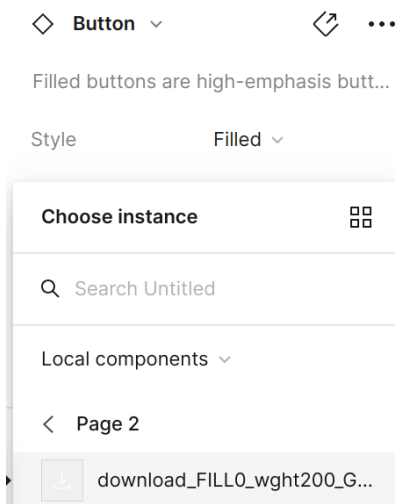 Button
Filled buttons are high-emphasis butt...
Style Filled
Choose instance
Search Untitled
Local components
Page 2
download_FILL0_wght200_G...